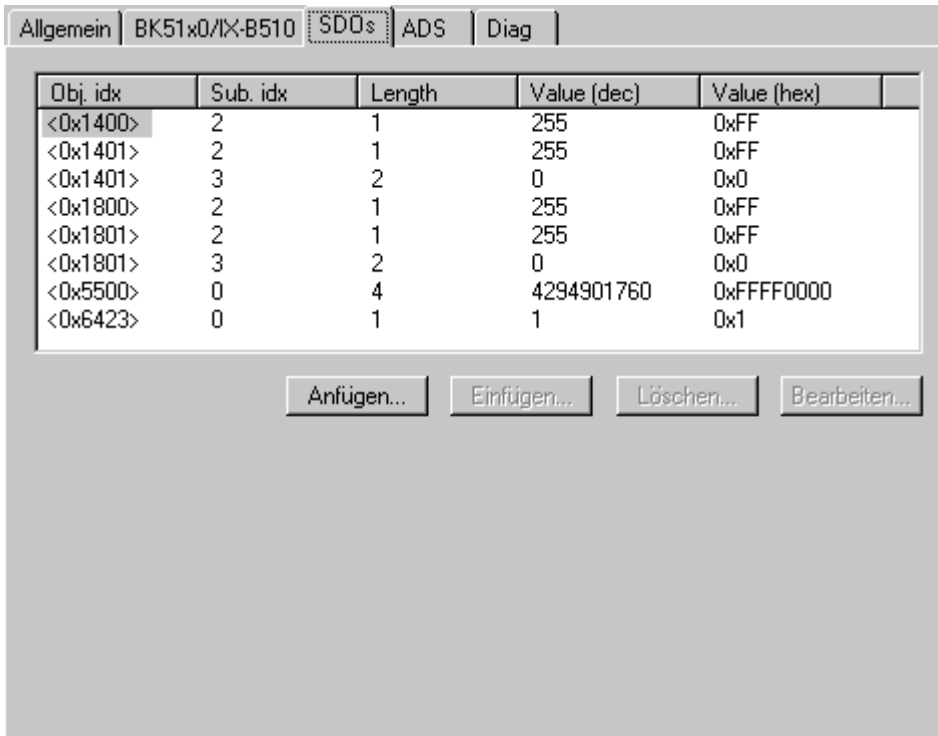 Allgemein BK51x0/IX-B510 SDOs ADS Diag
Obj. idx Sub. idx Length Value (dec) Value (hex)
<0x1400> 2 1 255 0xFF
<0x1401> 2 1 255 0xFF
<0x1401> 3 2 0 0x0
<0x1800> 2 1 255 0xFF
<0x1801> 2 1 255 0xFF
<0x1801> 3 2 0 0x0
<0x5500> 0 4 4294901760 0xFFFF0000
<0x6423> 0 1 1 0x1
Anfügen... Einfügen... Löschen... Bearbeiten...